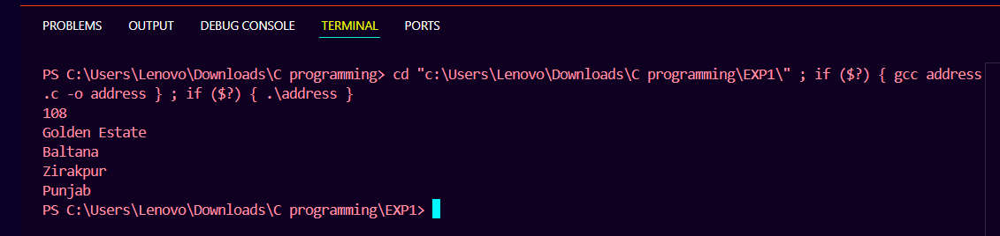 PROBLEMS OUTPUT DEBUG CONSOLE TERMINAL PORTS
PS C:\Users\Lenovo\Downloads\C programming> cd "c:\Users\Lenovo\Downloads\C programming\EXP1\" ; if ($?) { gcc address
.c -o address } ; if ($?) { .\address }
108
Golden Estate
Baltana
Zirakpur
Punjab
PS C:\Users\Lenovo\Downloads\C programming\EXP1>